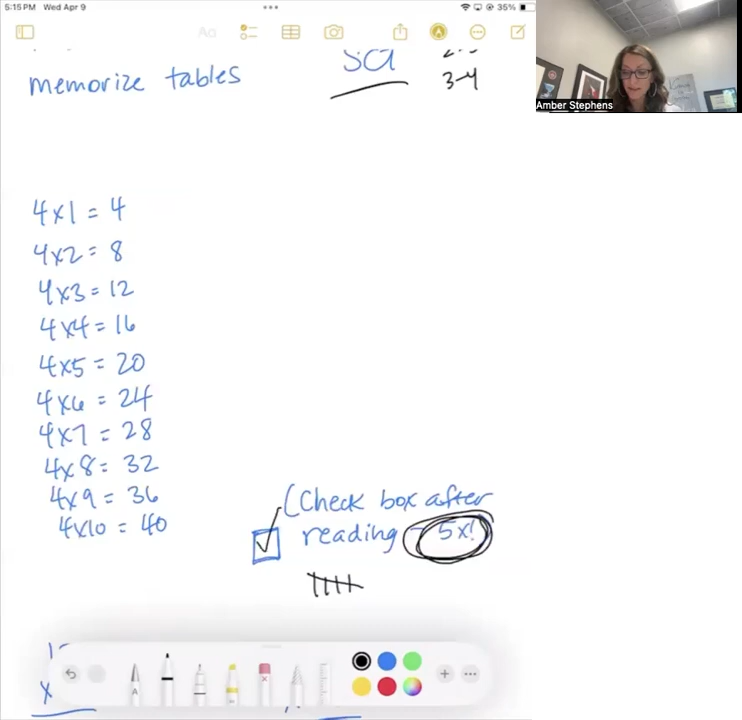 5:15 PM Wed Apr 9
35%
Aa
memorize tables
sci
3-4
4x1 = 4
4x2 = 8
4x3 = 12
4x4 = 16
4x5 = 20
4x6 = 24
4x7 = 28
4x8 = 32
4x9 = 36
4x10 = 40
(Check box after
reading - 5x!
Amber Stephens